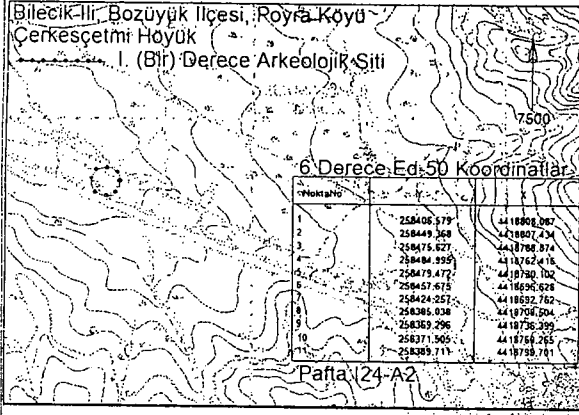 Bilecik İli, Bozüyük İlçesi, Poyra Köyü
Çerkesçetmi Höyük
I. (Bir) Derece Arkeolojik Siti
7500
6 Derece Ed-50 Koordinatlar
NoktaNo Y X
1 258406.579 4418808.087
2 258449.368 4418807.434
3 258475.627 4418788.874
4 258484.995 4418762.416
5 258479.472 4418730.102
6 258457.675 4418696.628
7 258424.257 4418692.762
8 258385.038 4418708.504
9 258369.296 4418736.399
10 258371.505 4418768.265
11 258389.711 4418798.701
Pafta I24-A2